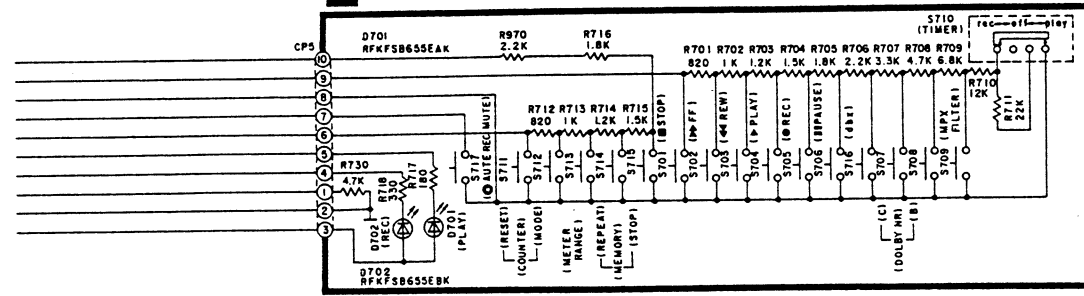 S710
(TIMER)
rec off play
CP5
D701
RFKFSB655EAK
R970
2.2K
R716
1.8K
R701 R702 R703 R704 R705 R706 R707 R708 R709
820 1K 1.2K 1.5K 1.8K 2.2K 3.3K 4.7K 6.8K
R710
12K
R711
22K
10
9
8
7
6
5
4
1
2
3
R712 R713 R714 R715
820 1K 1.2K 1.5K
R730
4.7K
R718
330
R717
180
D702
(REC)
D701
(PLAY)
S717
(AUTO REC MUTE)
S711
S712
S713
S714
S715
S701
(STOP)
S702
(FF)
S703
(REW)
S704
(PLAY)
S705
(REC)
S706
(PAUSE)
S716
(dbx)
S707
S708
S709
(MPX
FILTER)
(RESET)
(COUNTER)
(MODE)
(METER
RANGE)
(REPEAT)
(MEMORY)
(STOP)
(C)
(DOLBY NR)
(B)
D702
RFKFSB655EBK